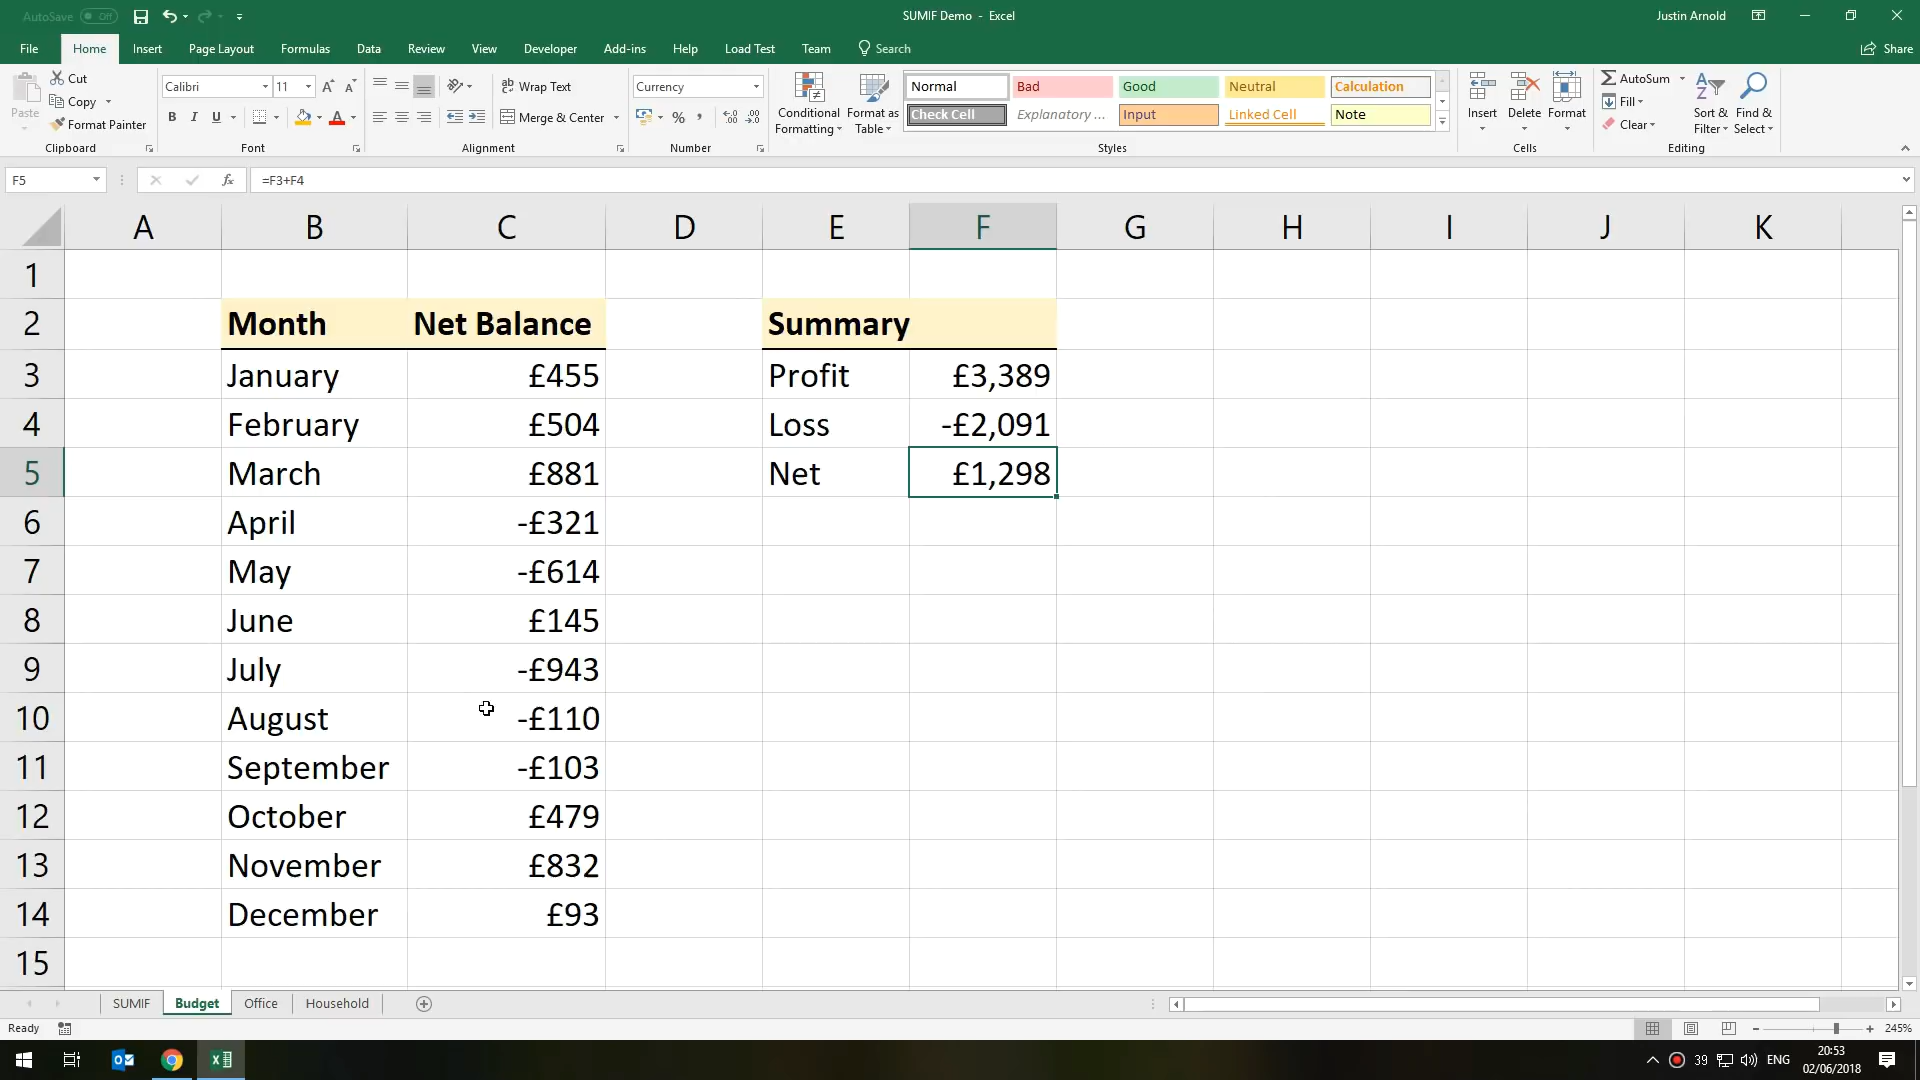 AutoSave Off
SUMIF Demo - Excel
Justin Arnold
File Home Insert Page Layout Formulas Data Review View Developer Add-ins Help Load Test Team Search Share
Paste
Cut
Copy
Format Painter
Clipboard
Calibri 11
B I U
Font
Wrap Text
Merge & Center
Alignment
Currency
% ,
Number
Conditional Formatting
Format as Table
Normal Bad Good Neutral Calculation
Check Cell Explanatory ... Input Linked Cell Note
Styles
Insert Delete Format
Cells
AutoSum
Fill
Clear
Sort & Filter
Find & Select
Editing
F5 fx =F3+F4
A B C D E F G H I J K
1
2 Month Net Balance Summary
3 January £455 Profit £3,389
4 February £504 Loss -£2,091
5 March £881 Net £1,298
6 April -£321
7 May -£614
8 June £145
9 July -£943
10 August -£110
11 September -£103
12 October £479
13 November £832
14 December £93
15
SUMIF Budget Office Household
Ready
245%
39 ENG 20:53
02/06/2018